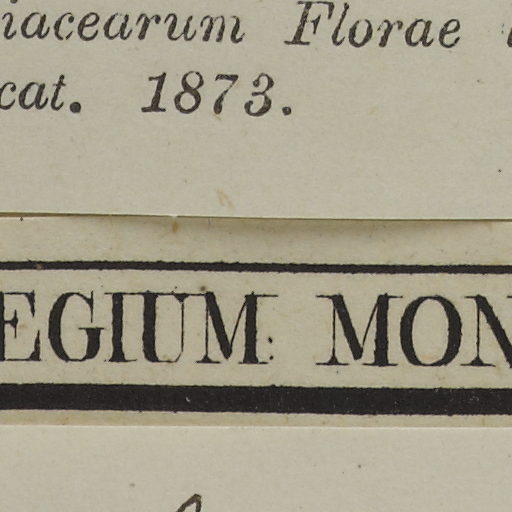 iacearum Florae
cat. 1873.
EGIUM MON